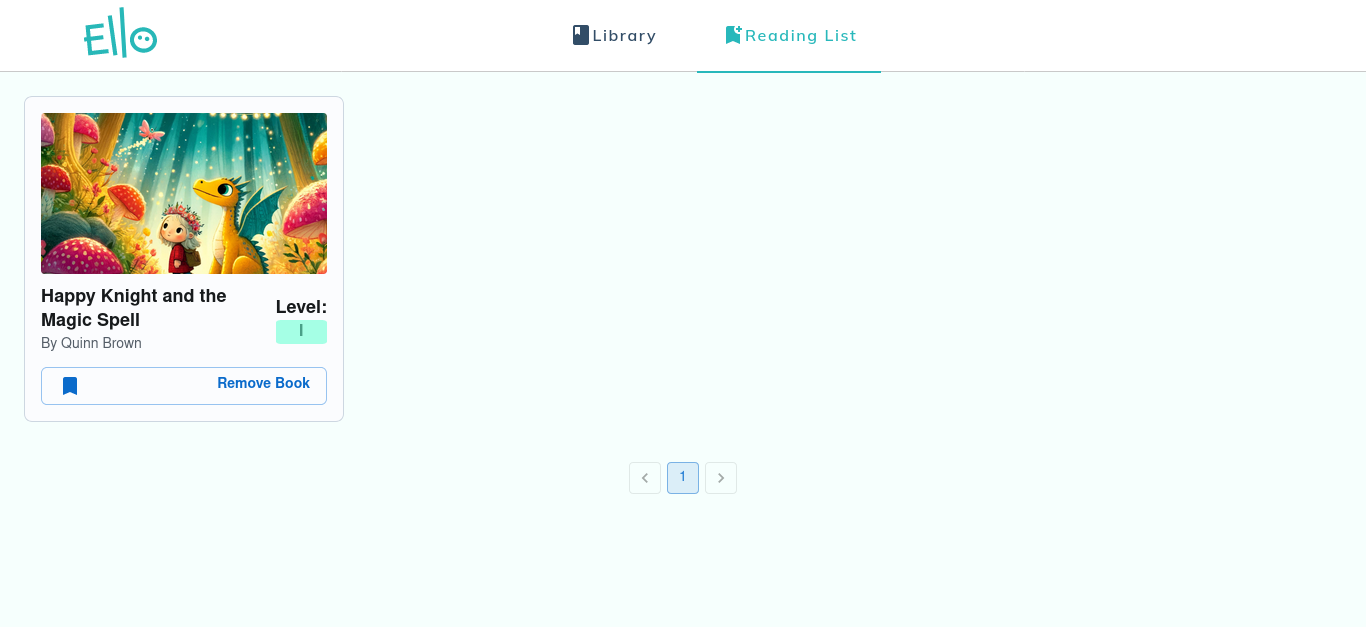 Ello
Library
Reading List
Happy Knight and the
Magic Spell
By Quinn Brown
Level:
I
Remove Book
1